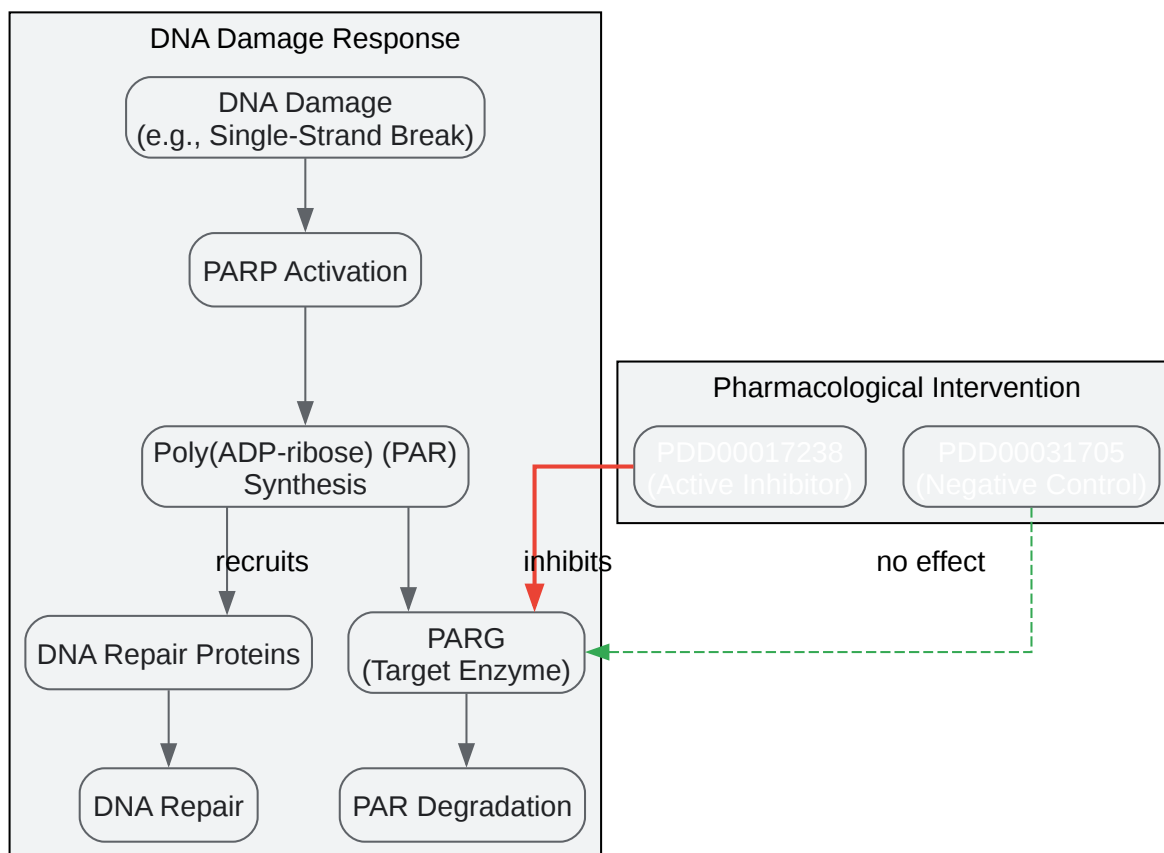 DNA Damage Response
DNA Damage
(e.g., Single-Strand Break)
PARP Activation
Pharmacological Intervention
Poly(ADP-ribose) (PAR)
Synthesis
PDD00017238
(Active Inhibitor)
PDD00031705
(Negative Control)
recruits
inhibits
no effect
DNA Repair Proteins
PARG
(Target Enzyme)
DNA Repair
PAR Degradation